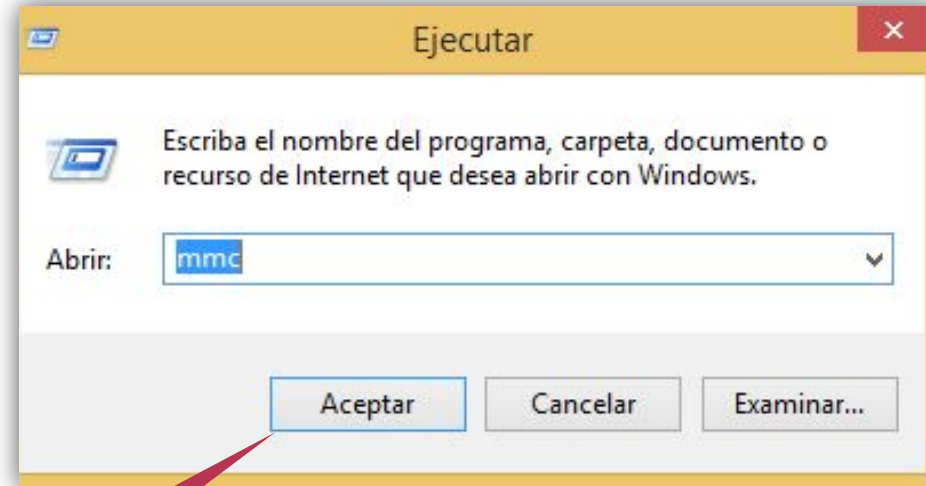 Ejecutar
Escriba el nombre del programa, carpeta, documento o
recurso de Internet que desea abrir con Windows.
Abrir: mmc
Aceptar Cancelar Examinar...